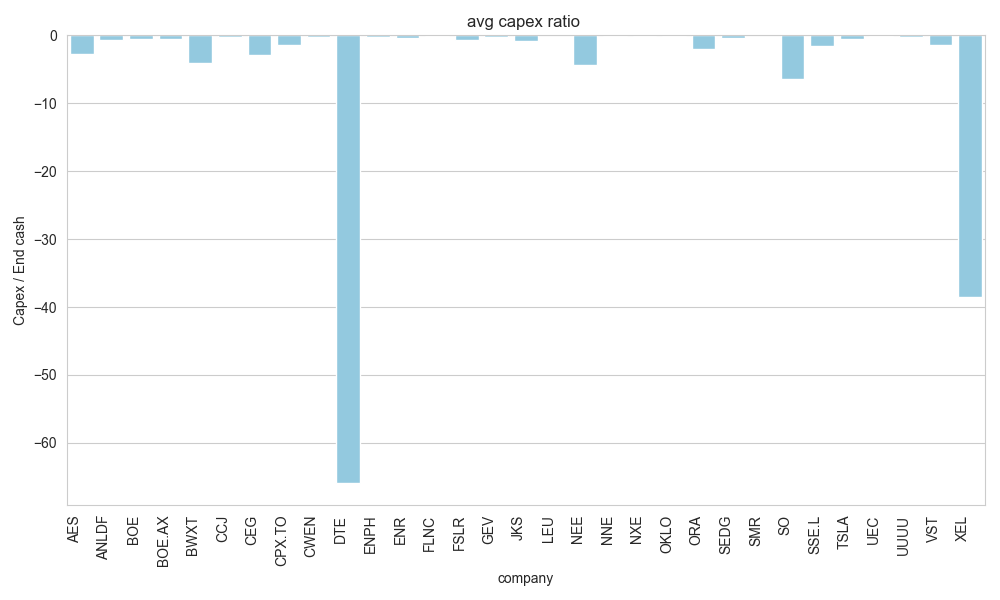 avg capex ratio
Capex / End cash
0
−10
−20
−30
−40
−50
−60
AES
ANLDF
BOE
BOE.AX
BWXT
CCJ
CEG
CPX.TO
CWEN
DTE
ENPH
ENR
FLNC
FSLR
GEV
JKS
LEU
NEE
NNE
NXE
OKLO
ORA
SEDG
SMR
SO
SSE.L
TSLA
UEC
UUUU
VST
XEL
company